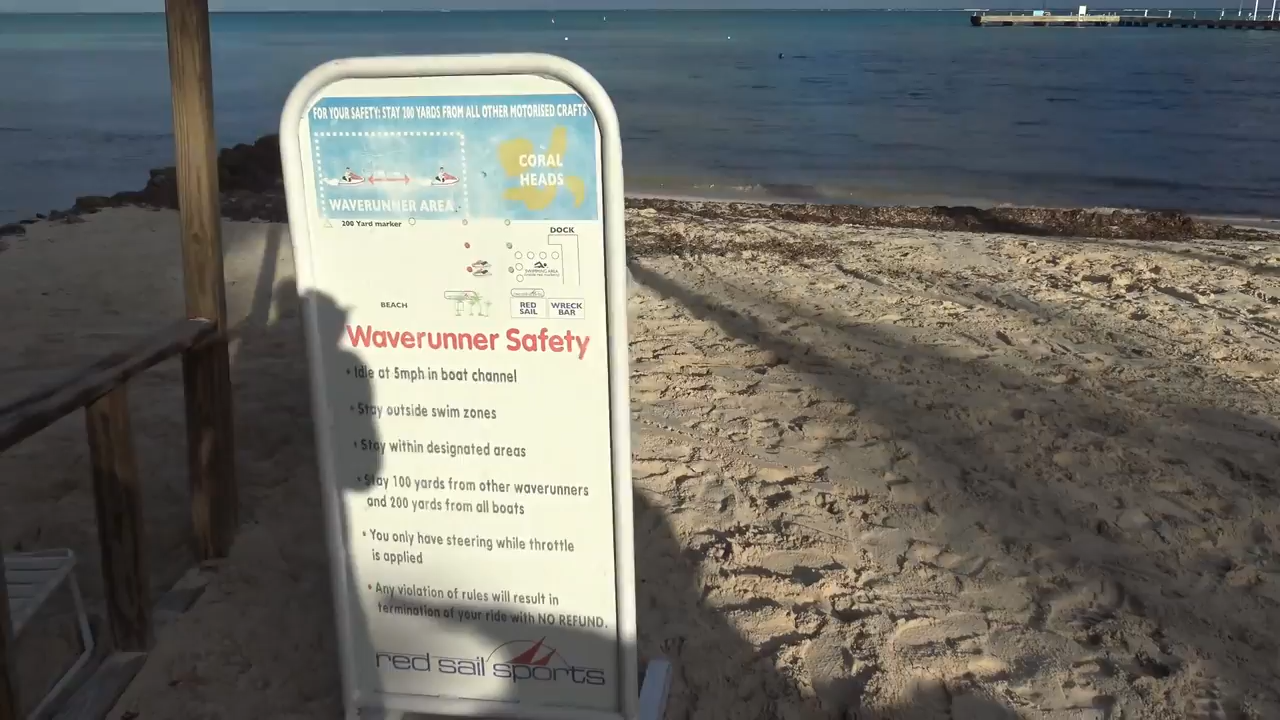 FOR YOUR SAFETY: STAY 200 YARDS FROM ALL OTHER MOTORISED CRAFTS
CORAL
HEADS
WAVERUNNER AREA
200 Yard marker
DOCK
SWIMMING AREA
BEACH
RED
SAIL
WRECK
BAR
Waverunner Safety
• Idle at 5mph in boat channel
• Stay outside swim zones
• Stay within designated areas
• Stay 100 yards from other waverunners
and 200 yards from all boats
• You only have steering while throttle
is applied
• Any violation of rules will result in
termination of your ride with NO REFUND.
red sail sports